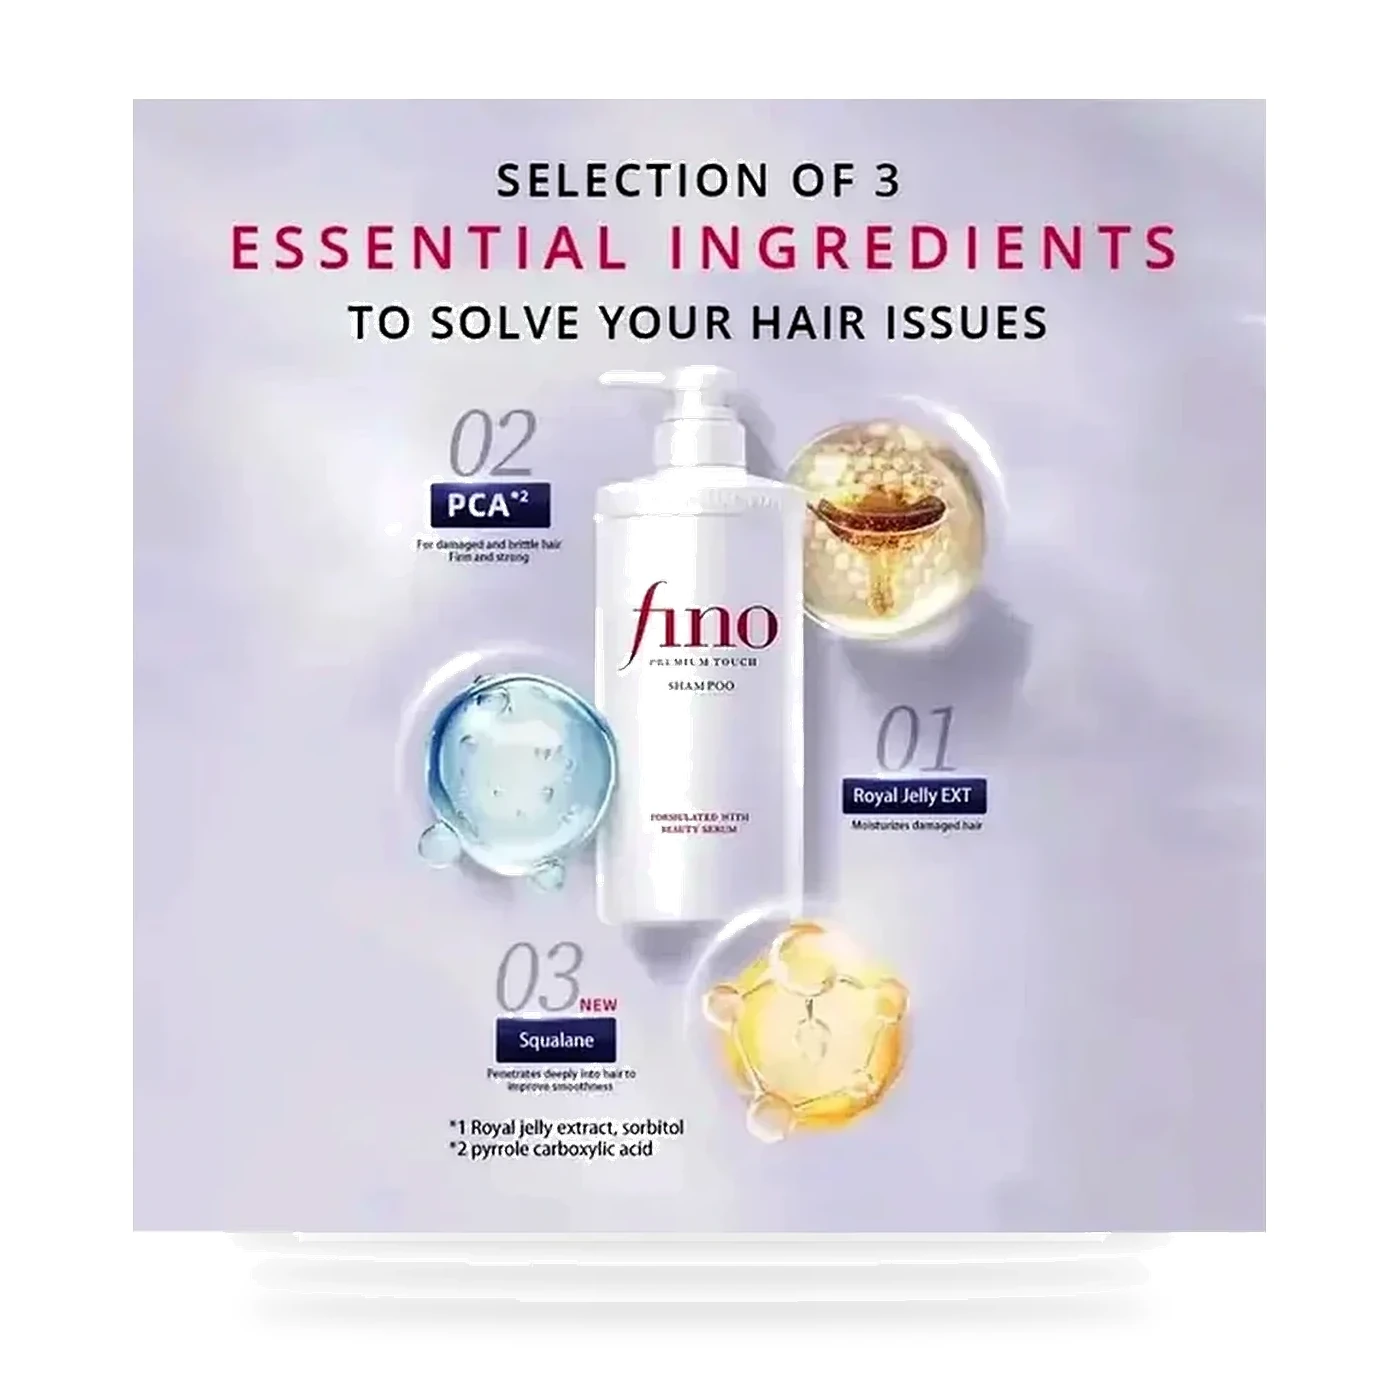 SELECTION OF 3
ESSENTIAL INGREDIENTS
TO SOLVE YOUR HAIR ISSUES
02
PCA*2
For damaged and brittle hair
Firm and strong
fino
PREMIUM TOUCH
SHAMPOO
FORMULATED WITH
BEAUTY SERUM
01
Royal Jelly EXT
Moisturizes damaged hair
03 NEW
Squalane
Penetrates deeply into hair to
improve smoothness
*1 Royal jelly extract, sorbitol
*2 pyrrole carboxylic acid